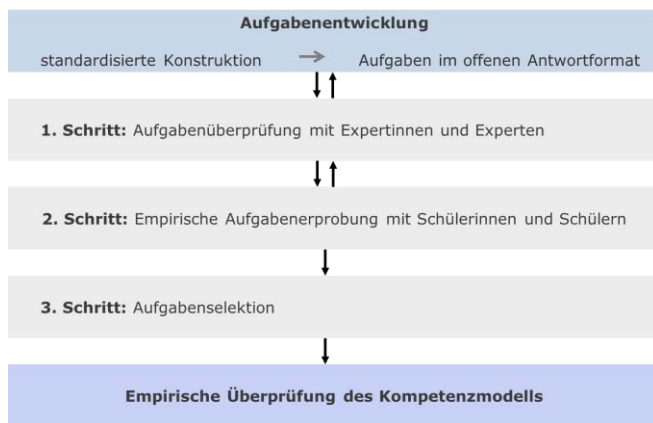 Aufgabenentwicklung
standardisierte Konstruktion → Aufgaben im offenen Antwortformat
1. Schritt: Aufgabenüberprüfung mit Expertinnen und Experten
2. Schritt: Empirische Aufgabenerprobung mit Schülerinnen und Schülern
3. Schritt: Aufgabenselektion
Empirische Überprüfung des Kompetenzmodells